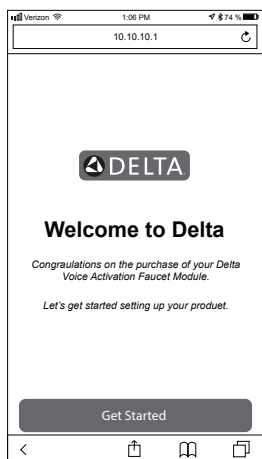 Verizon 1:06 PM 74 %
10.10.10.1
DELTA
Welcome to Delta
Congraulations on the purchase of your Delta
Voice Activation Faucet Module.
Let's get started setting up your produet.
Get Started